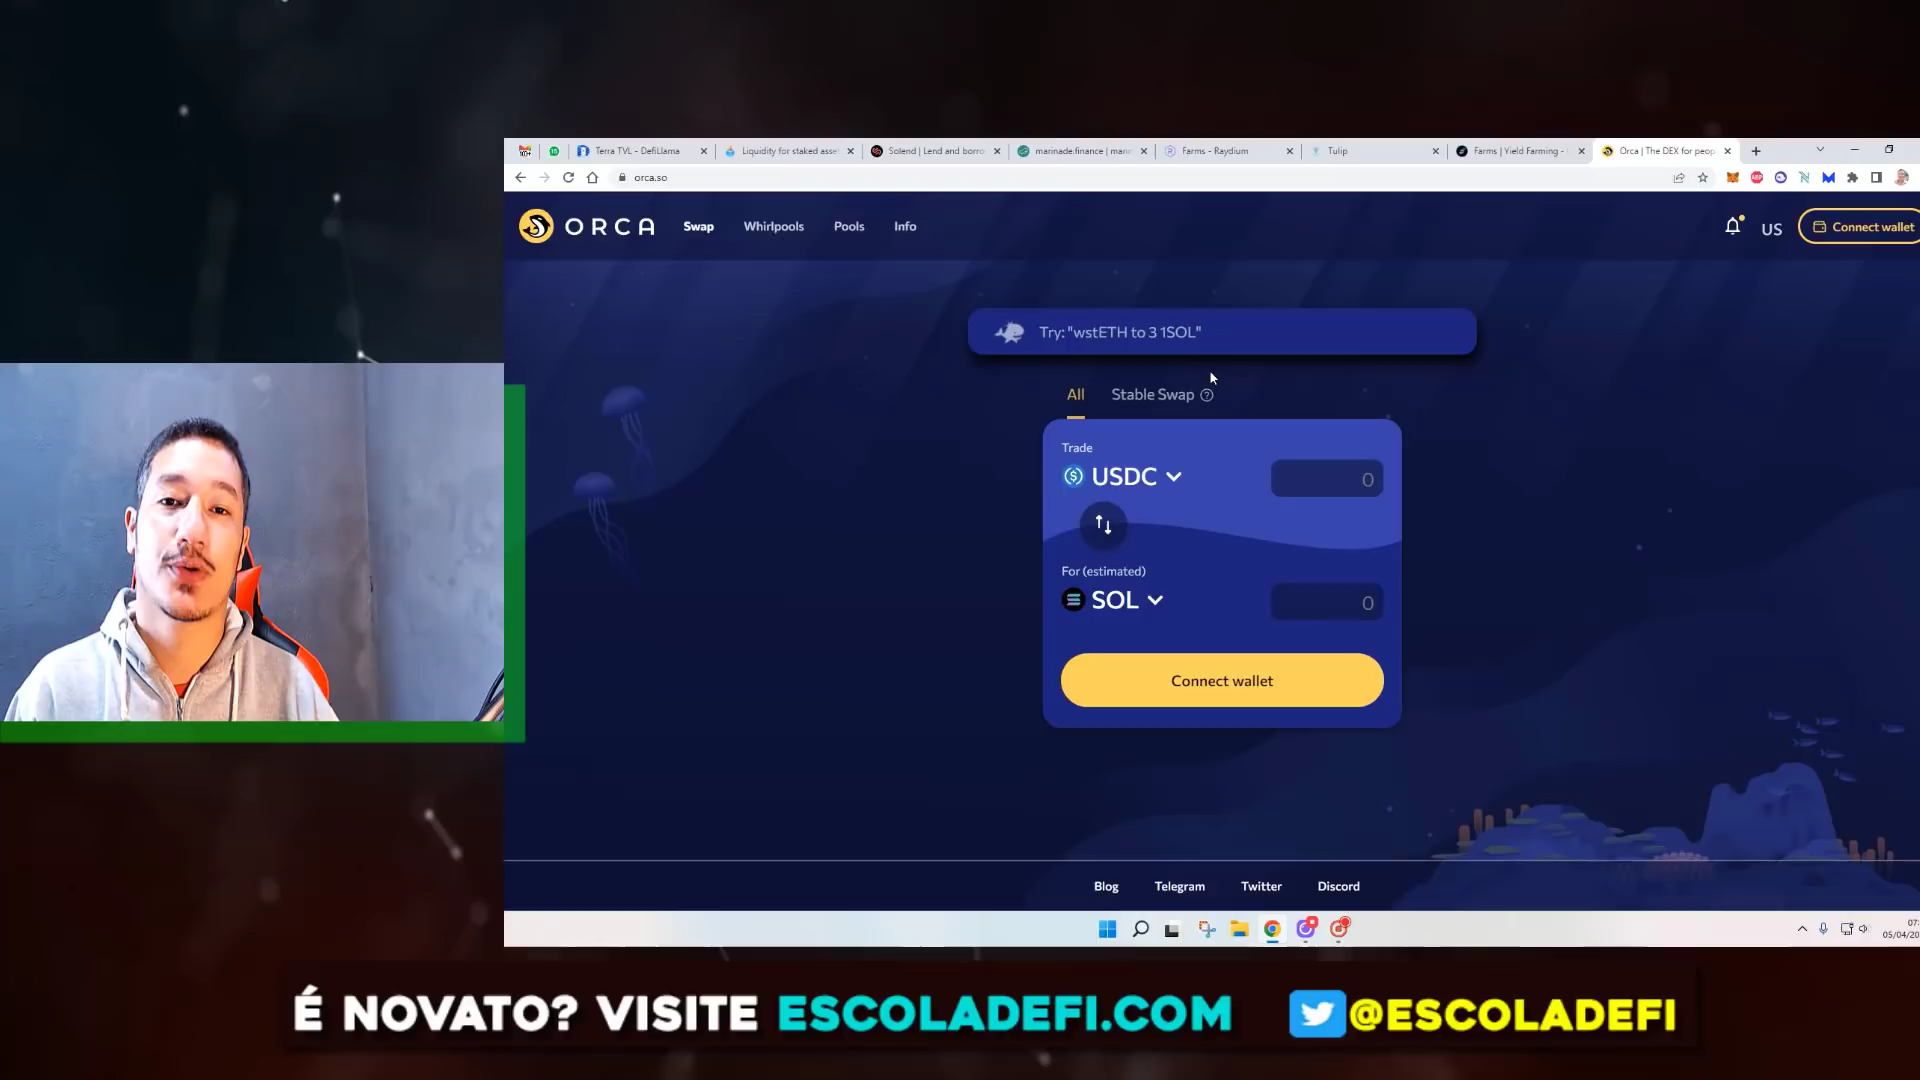 Terra TVL - DefiLlama
Liquidity for staked asse
Solend | Lend and borro
marinade.finance | mari
Farms - Raydium
Tulip
Farms | Yield Farming -
Orca | The DEX for peop
orca.so
ORCA
Swap
Whirlpools
Pools
Info
US
Connect wallet
Try: "wstETH to 3 1SOL"
All
Stable Swap
Trade
USDC
0
For (estimated)
SOL
0
Connect wallet
Blog
Telegram
Twitter
Discord
07:
05/04/20
É NOVATO? VISITE ESCOLADEFI.COM
@ESCOLADEFI